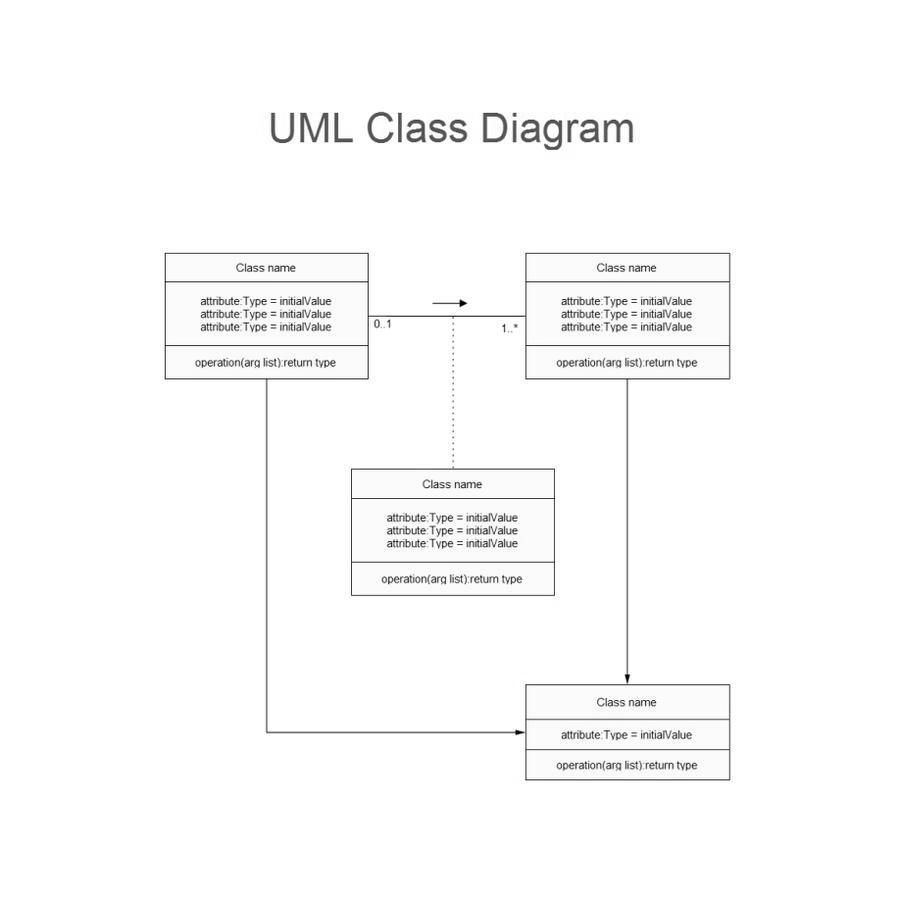 UML Class Diagram
Class name
attribute:Type = initialValue
attribute:Type = initialValue
attribute:Type = initialValue
operation(arg list):return type
0..1
1..*
Class name
attribute:Type = initialValue
attribute:Type = initialValue
attribute:Type = initialValue
operation(arg list):return type
Class name
attribute:Type = initialValue
attribute:Type = initialValue
attribute:Type = initialValue
operation(arg list):return type
Class name
attribute:Type = initialValue
operation(arg list):return type